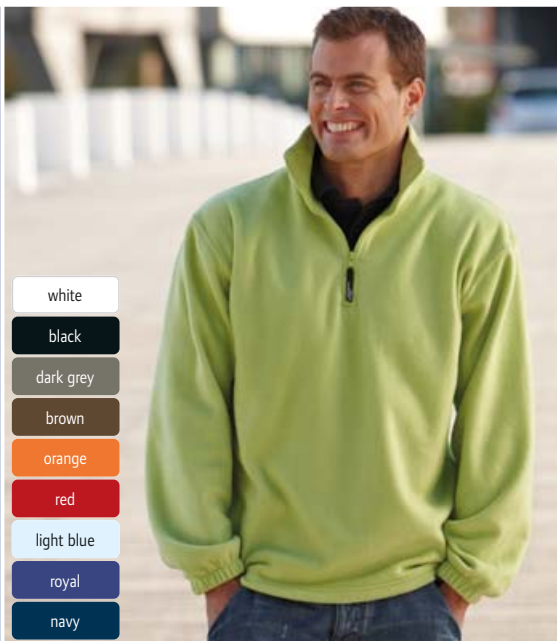 white
black
dark grey
brown
orange
red
light blue
royal
navy